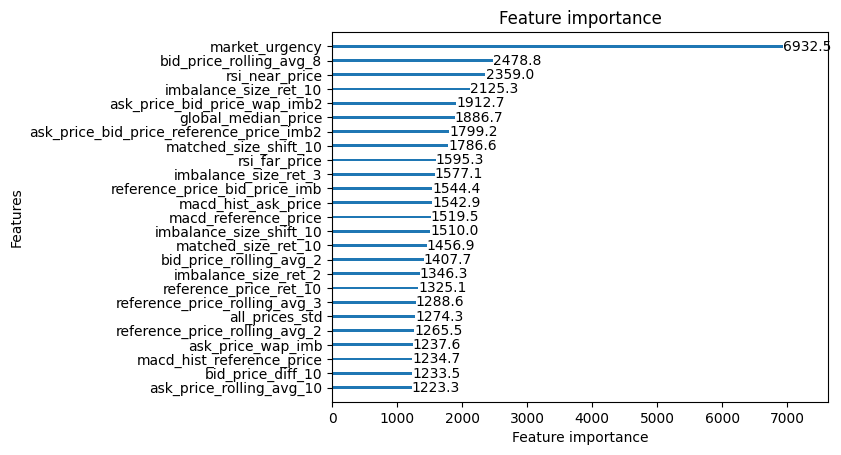 Feature importance
market_urgency 6932.5
bid_price_rolling_avg_8 2478.8
rsi_near_price 2359.0
imbalance_size_ret_10 2125.3
ask_price_bid_price_wap_imb2 1912.7
global_median_price 1886.7
ask_price_bid_price_reference_price_imb2 1799.2
matched_size_shift_10 1786.6
rsi_far_price 1595.3
imbalance_size_ret_3 1577.1
reference_price_bid_price_imb 1544.4
macd_hist_ask_price 1542.9
macd_reference_price 1519.5
imbalance_size_shift_10 1510.0
matched_size_ret_10 1456.9
bid_price_rolling_avg_2 1407.7
imbalance_size_ret_2 1346.3
reference_price_ret_10 1325.1
reference_price_rolling_avg_3 1288.6
all_prices_std 1274.3
reference_price_rolling_avg_2 1265.5
ask_price_wap_imb 1237.6
macd_hist_reference_price 1234.7
bid_price_diff_10 1233.5
ask_price_rolling_avg_10 1223.3
Features
0 1000 2000 3000 4000 5000 6000 7000
Feature importance